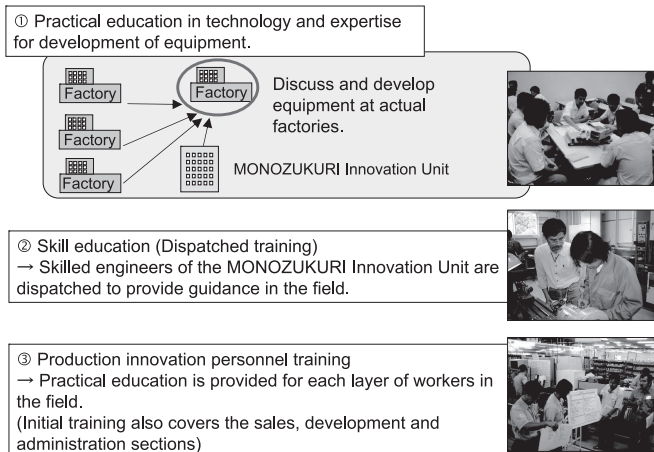 ① Practical education in technology and expertise
for development of equipment.
Factory
Factory
Factory
Factory
Discuss and develop
equipment at actual
factories.
MONOZUKURI Innovation Unit
② Skill education (Dispatched training)
→ Skilled engineers of the MONOZUKURI Innovation Unit are
dispatched to provide guidance in the field.
③ Production innovation personnel training
→ Practical education is provided for each layer of workers in
the field.
(Initial training also covers the sales, development and
administration sections)